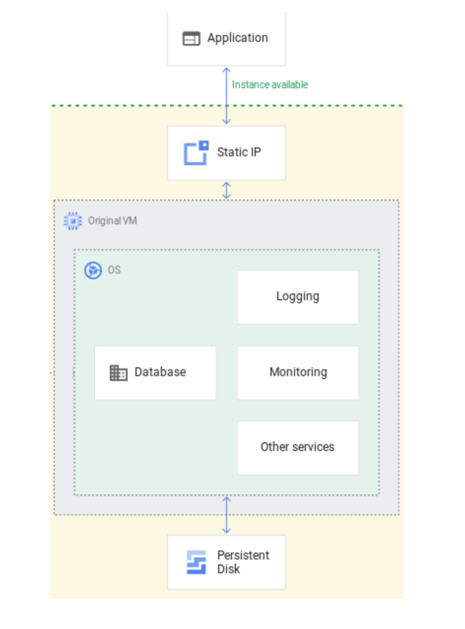 Application
Instance available
Static IP
Original VM
OS
Logging
Database
Monitoring
Other services
Persistent
Disk